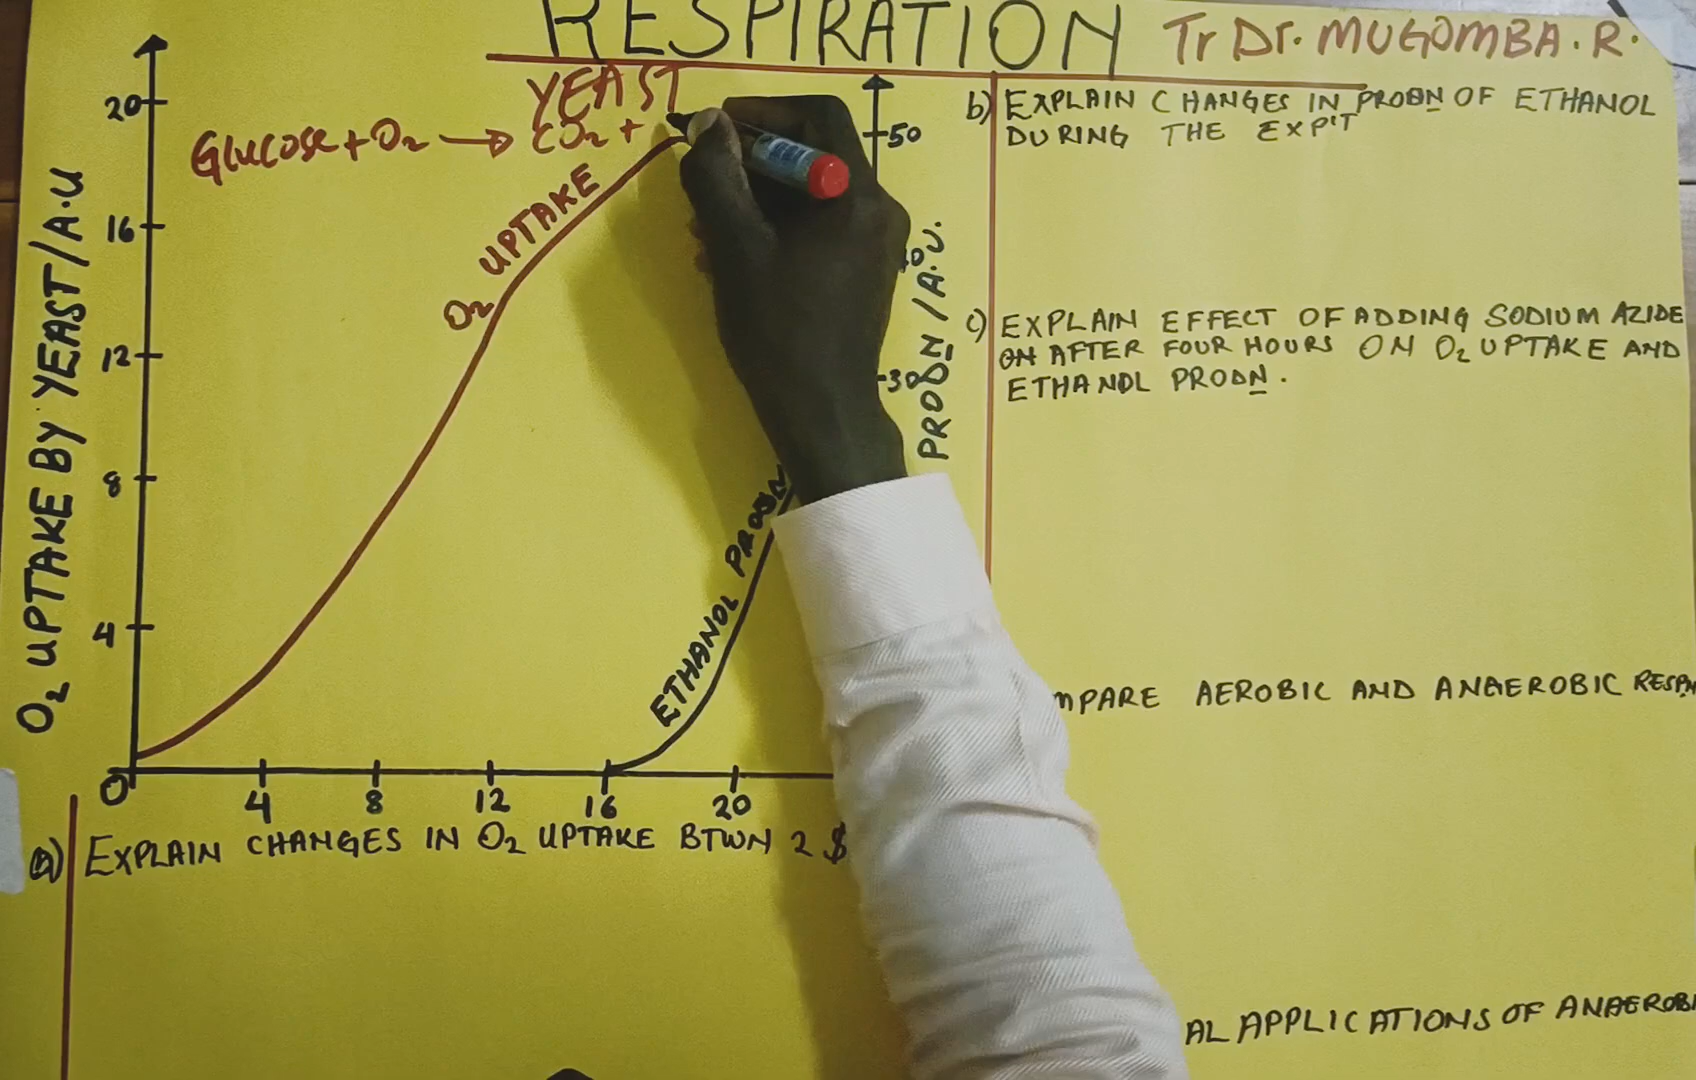 RESPIRATION Tr Dr. MUGOMBA.R.
YEAST
Glucose + O2 → CO2 +
20
16
12
8
4
0
O2 UPTAKE BY YEAST/A.U
O2 UPTAKE
ETHANOL PRODN
4 8 12 16 20
50
30
PRODN/A.U.
a) EXPLAIN CHANGES IN O2 UPTAKE BTWN 2 $
b) EXPLAIN CHANGES IN PRODN OF ETHANOL
DURING THE EXP'T
c) EXPLAIN EFFECT OF ADDING SODIUM AZIDE
AFTER FOUR HOURS ON O2 UPTAKE AND
ETHANOL PRODN.
MPARE AEROBIC AND ANAEROBIC RESPN
AL APPLICATIONS OF ANAEROBI